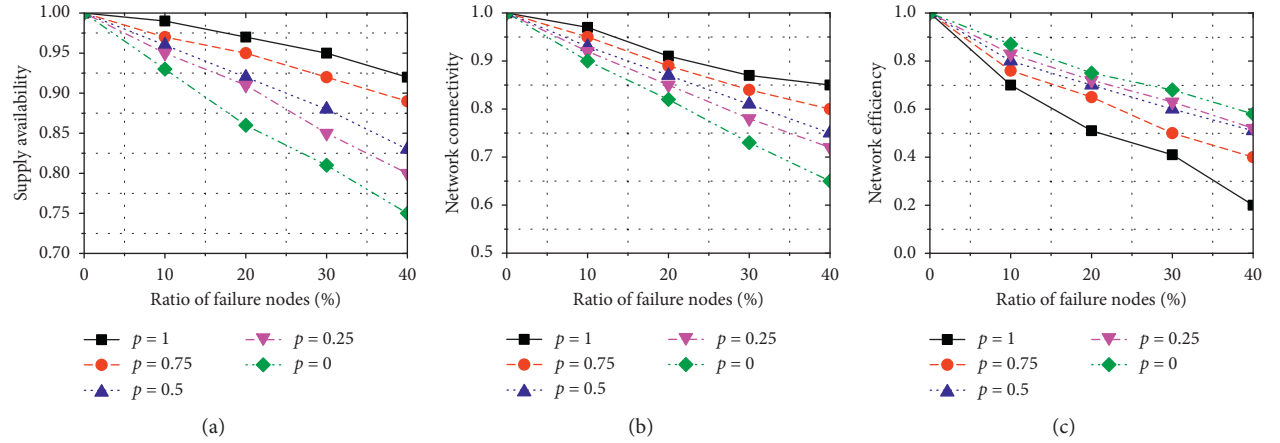 1.00
0.95
0.90
0.85
0.80
0.75
0.70
Supply availability
0 10 20 30 40
Ratio of failure nodes (%)
p = 1 p = 0.25
p = 0.75 p = 0
p = 0.5
(a)
1.0
0.9
0.8
0.7
0.6
0.5
Network connectivity
0 10 20 30 40
Ratio of failure nodes (%)
p = 1 p = 0.25
p = 0.75 p = 0
p = 0.5
(b)
1.0
0.8
0.6
0.4
0.2
0.0
Network efficiency
0 10 20 30 40
Ratio of failure nodes (%)
p = 1 p = 0.25
p = 0.75 p = 0
p = 0.5
(c)